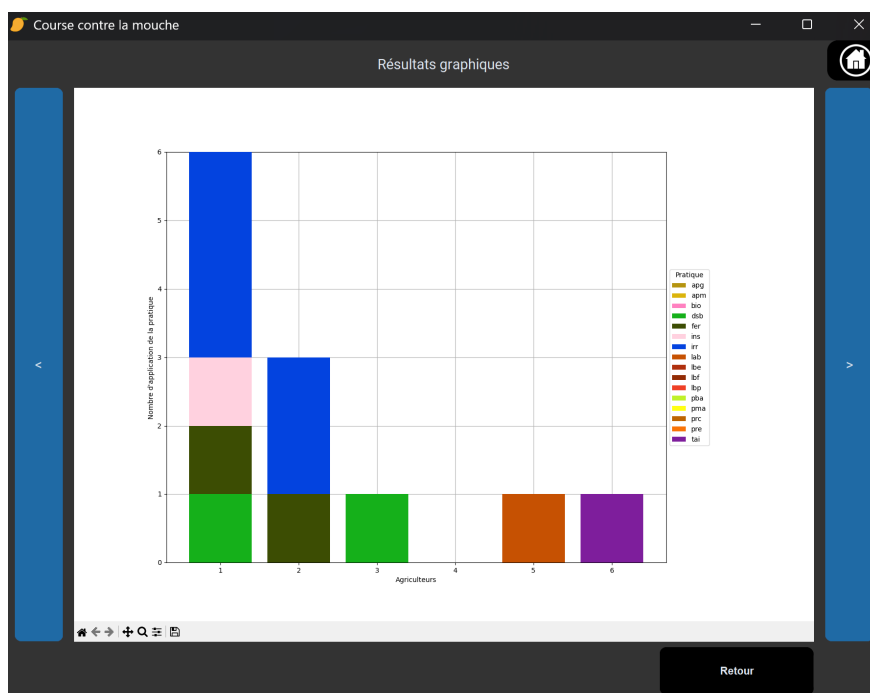 Course contre la mouche
Résultats graphiques
<
>
Nombre d'application de la pratique
6
5
4
3
2
1
0
1 2 3 4 5 6
Agriculteurs
Pratique
apg
apm
bio
dsb
fer
ins
irr
lab
lbe
lbf
lbp
pba
pma
prc
pre
tai
Retour